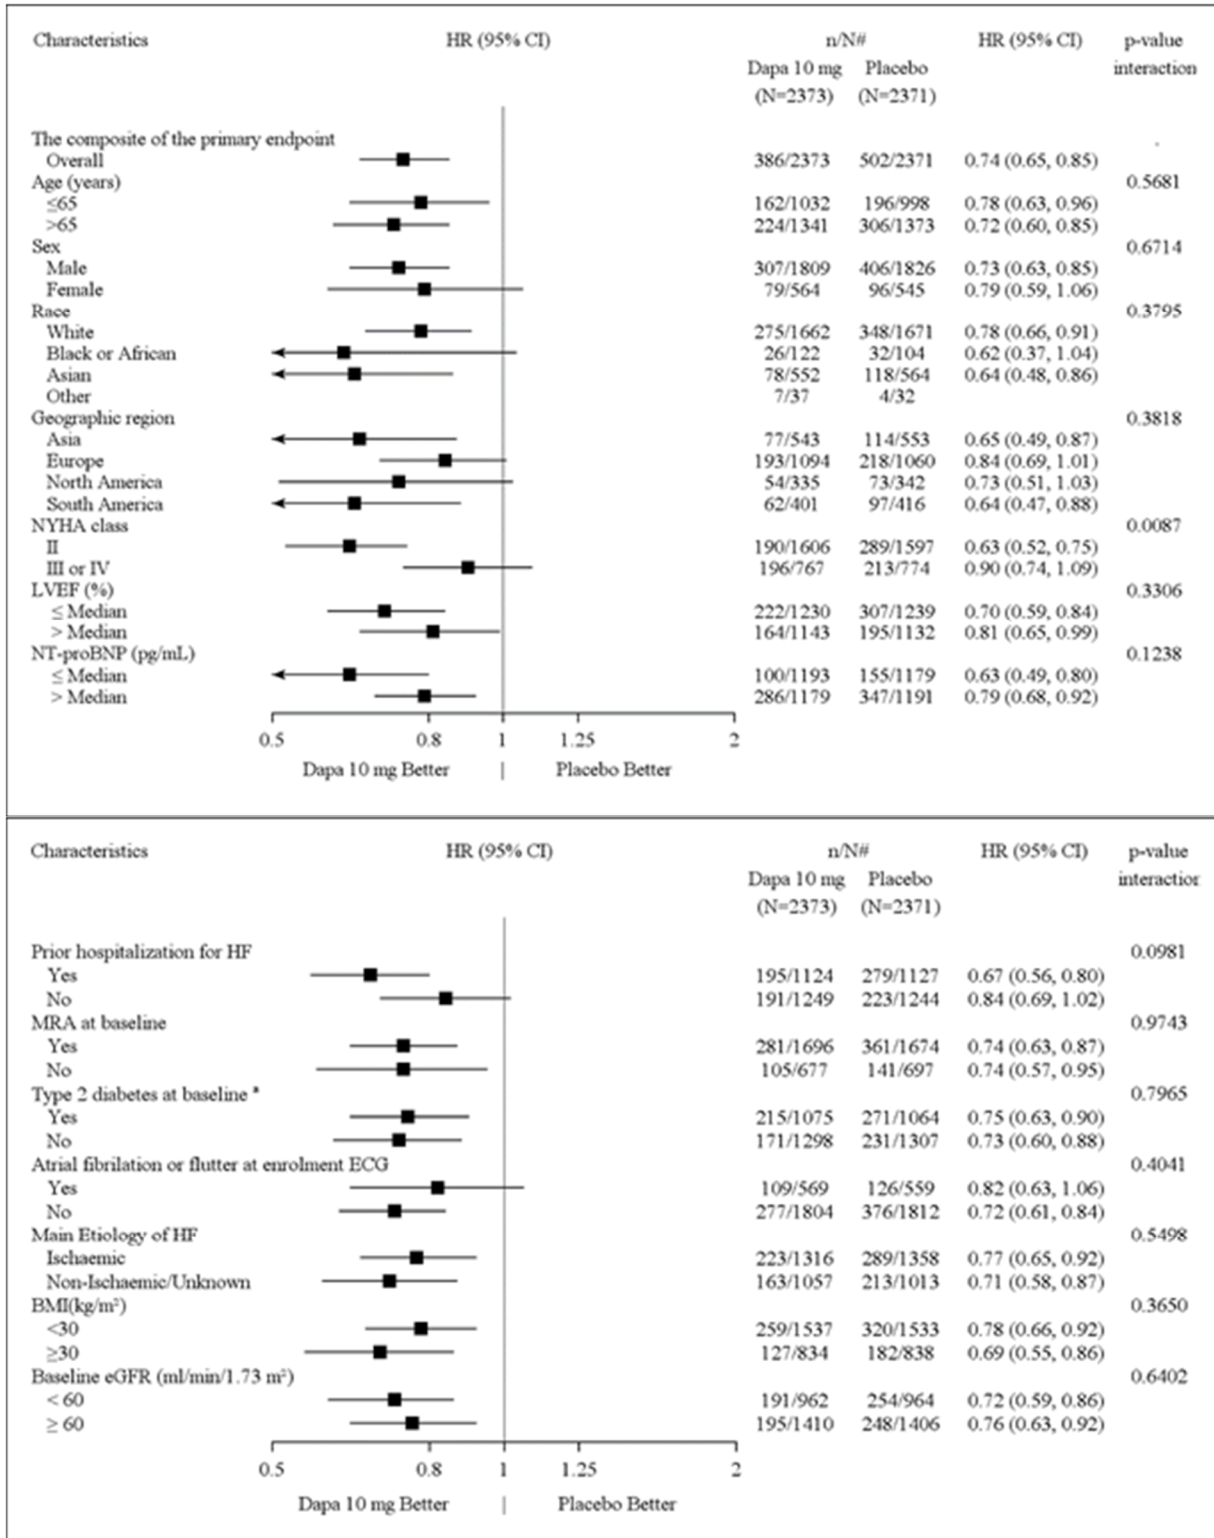 Characteristics HR (95% CI) n/N# HR (95% CI) p-value
Dapa 10 mg Placebo interaction
(N=2373) (N=2371)
The composite of the primary endpoint
Overall 386/2373 502/2371 0.74 (0.65, 0.85)
Age (years) 0.5681
≤65 162/1032 196/998 0.78 (0.63, 0.96)
>65 224/1341 306/1373 0.72 (0.60, 0.85)
Sex 0.6714
Male 307/1809 406/1826 0.73 (0.63, 0.85)
Female 79/564 96/545 0.79 (0.59, 1.06)
Race 0.3795
White 275/1662 348/1671 0.78 (0.66, 0.91)
Black or African 26/122 32/104 0.62 (0.37, 1.04)
Asian 78/552 118/564 0.64 (0.48, 0.86)
Other 7/37 4/32
Geographic region 0.3818
Asia 77/543 114/553 0.65 (0.49, 0.87)
Europe 193/1094 218/1060 0.84 (0.69, 1.01)
North America 54/335 73/342 0.73 (0.51, 1.03)
South America 62/401 97/416 0.64 (0.47, 0.88)
NYHA class 0.0087
II 190/1606 289/1597 0.63 (0.52, 0.75)
III or IV 196/767 213/774 0.90 (0.74, 1.09)
LVEF (%) 0.3306
≤ Median 222/1230 307/1239 0.70 (0.59, 0.84)
> Median 164/1143 195/1132 0.81 (0.65, 0.99)
NT-proBNP (pg/mL) 0.1238
≤ Median 100/1193 155/1179 0.63 (0.49, 0.80)
> Median 286/1179 347/1191 0.79 (0.68, 0.92)
0.5 0.8 1 1.25 2
Dapa 10 mg Better | Placebo Better
Characteristics HR (95% CI) n/N# HR (95% CI) p-value
Dapa 10 mg Placebo interaction
(N=2373) (N=2371)
Prior hospitalization for HF 0.0981
Yes 195/1124 279/1127 0.67 (0.56, 0.80)
No 191/1249 223/1244 0.84 (0.69, 1.02)
MRA at baseline 0.9743
Yes 281/1696 361/1674 0.74 (0.63, 0.87)
No 105/677 141/697 0.74 (0.57, 0.95)
Type 2 diabetes at baseline ª 0.7965
Yes 215/1075 271/1064 0.75 (0.63, 0.90)
No 171/1298 231/1307 0.73 (0.60, 0.88)
Atrial fibrilation or flutter at enrolment ECG 0.4041
Yes 109/569 126/559 0.82 (0.63, 1.06)
No 277/1804 376/1812 0.72 (0.61, 0.84)
Main Etiology of HF 0.5498
Ischaemic 223/1316 289/1358 0.77 (0.65, 0.92)
Non-Ischaemic/Unknown 163/1057 213/1013 0.71 (0.58, 0.87)
BMI(kg/m²) 0.3650
<30 259/1537 320/1533 0.78 (0.66, 0.92)
≥30 127/834 182/838 0.69 (0.55, 0.86)
Baseline eGFR (ml/min/1.73 m²) 0.6402
< 60 191/962 254/964 0.72 (0.59, 0.86)
≥ 60 195/1410 248/1406 0.76 (0.63, 0.92)
0.5 0.8 1 1.25 2
Dapa 10 mg Better | Placebo Better